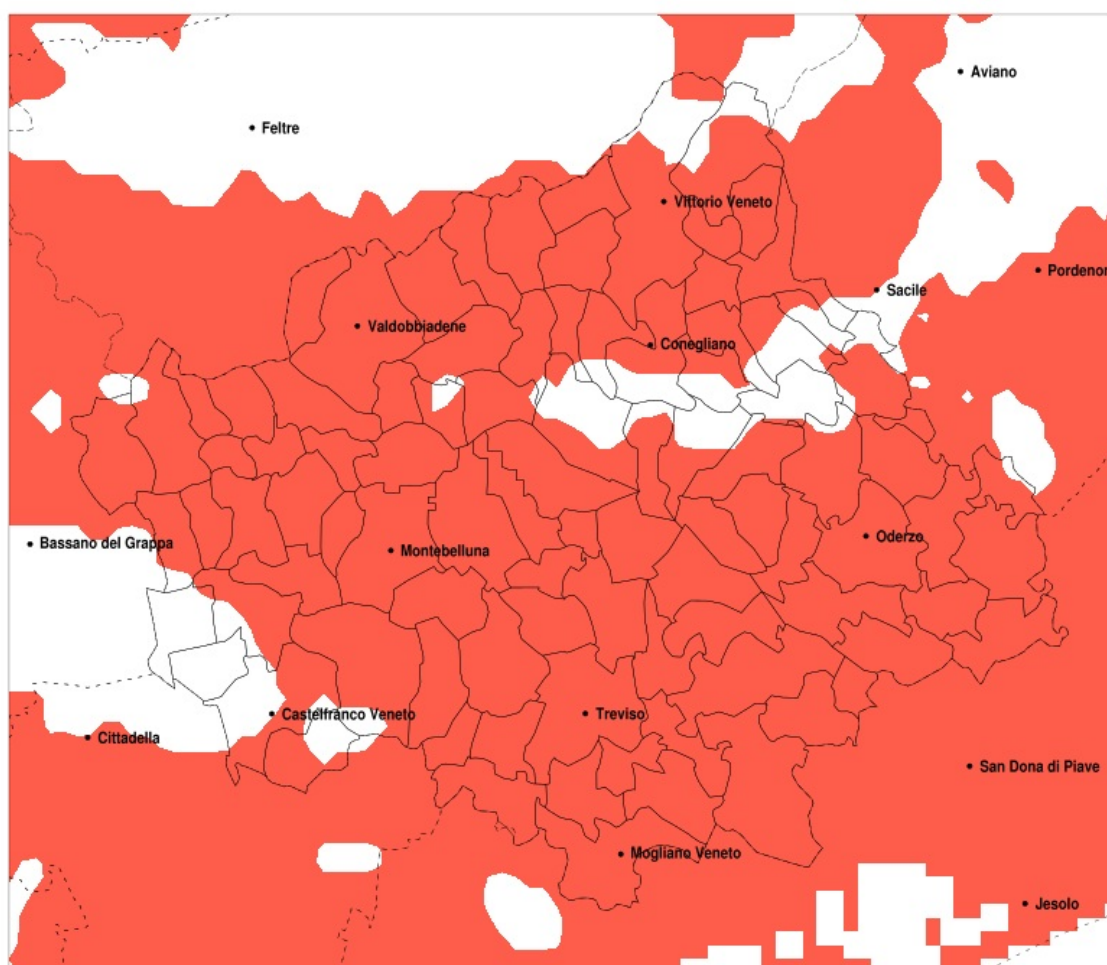 Aviano
Feltre
Vittorio Veneto
Pordenon
Sacile
Valdobbiadene
Conegliano
Oderzo
Bassano del Grappa
Montebelluna
Castelfranco Veneto
Treviso
Cittadella
San Dona di Piave
Mogliano Veneto
Jesolo